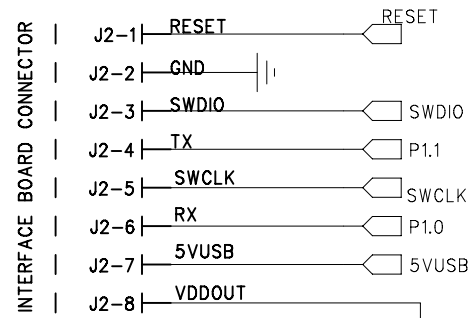 INTERFACE BOARD CONNECTOR
J2-1 RESET RESET
J2-2 GND
J2-3 SWDIO SWDIO
J2-4 TX P1.1
J2-5 SWCLK SWCLK
J2-6 RX P1.0
J2-7 5VUSB 5VUSB
J2-8 VDDOUT